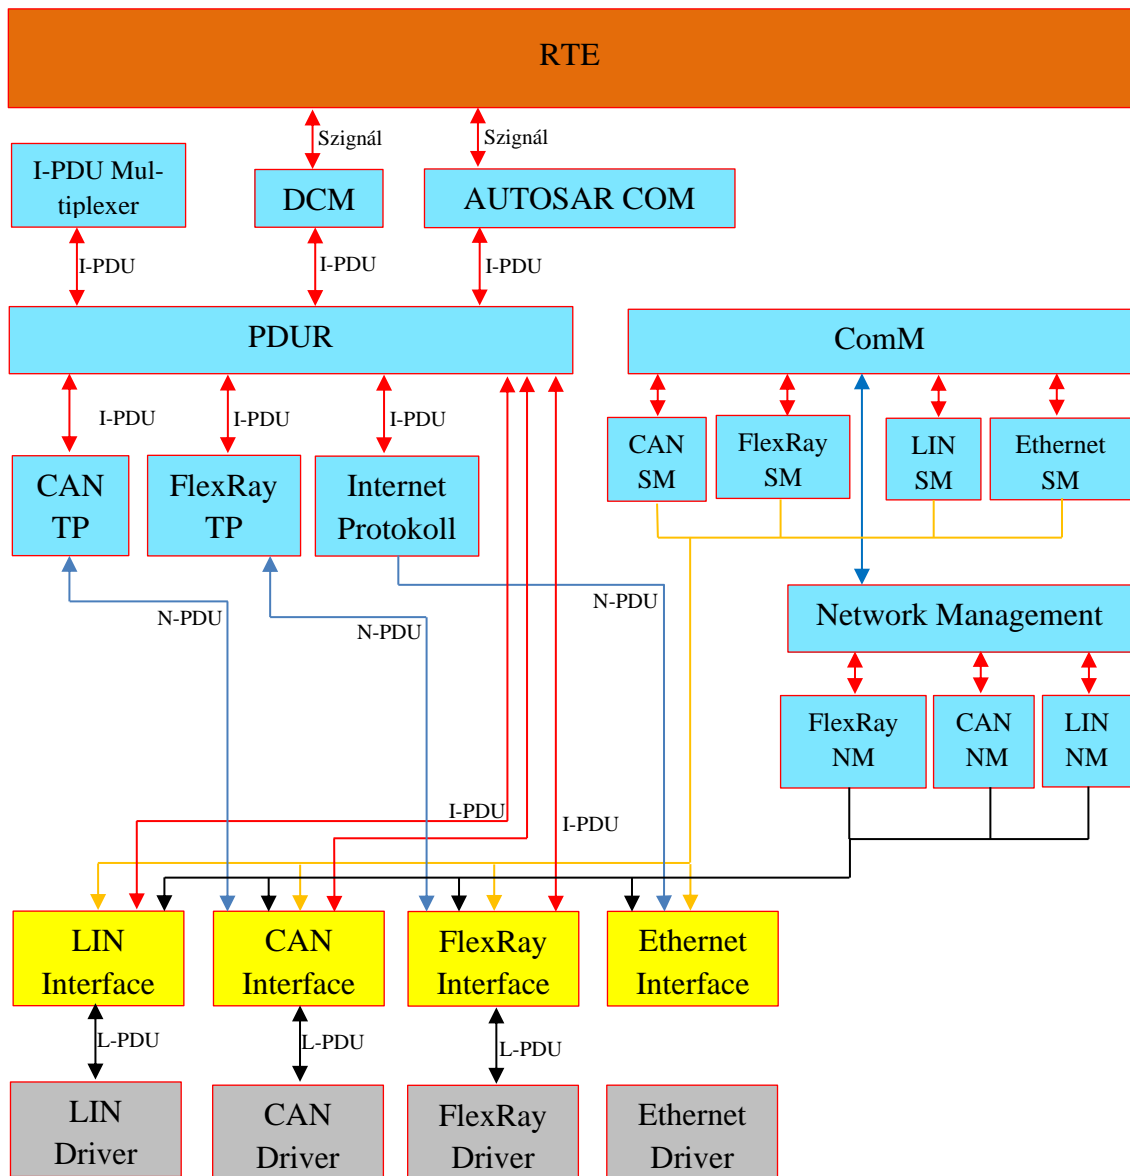 RTE
Szignál
Szignál
I-PDU Mul-
tiplexer
DCM
AUTOSAR COM
I-PDU
I-PDU
I-PDU
PDUR
ComM
I-PDU
I-PDU
I-PDU
CAN
SM
FlexRay
SM
LIN
SM
Ethernet
SM
CAN
TP
FlexRay
TP
Internet
Protokoll
N-PDU
N-PDU
N-PDU
Network Management
FlexRay
NM
CAN
NM
LIN
NM
I-PDU
I-PDU
LIN
Interface
CAN
Interface
FlexRay
Interface
Ethernet
Interface
L-PDU
L-PDU
L-PDU
LIN
Driver
CAN
Driver
FlexRay
Driver
Ethernet
Driver